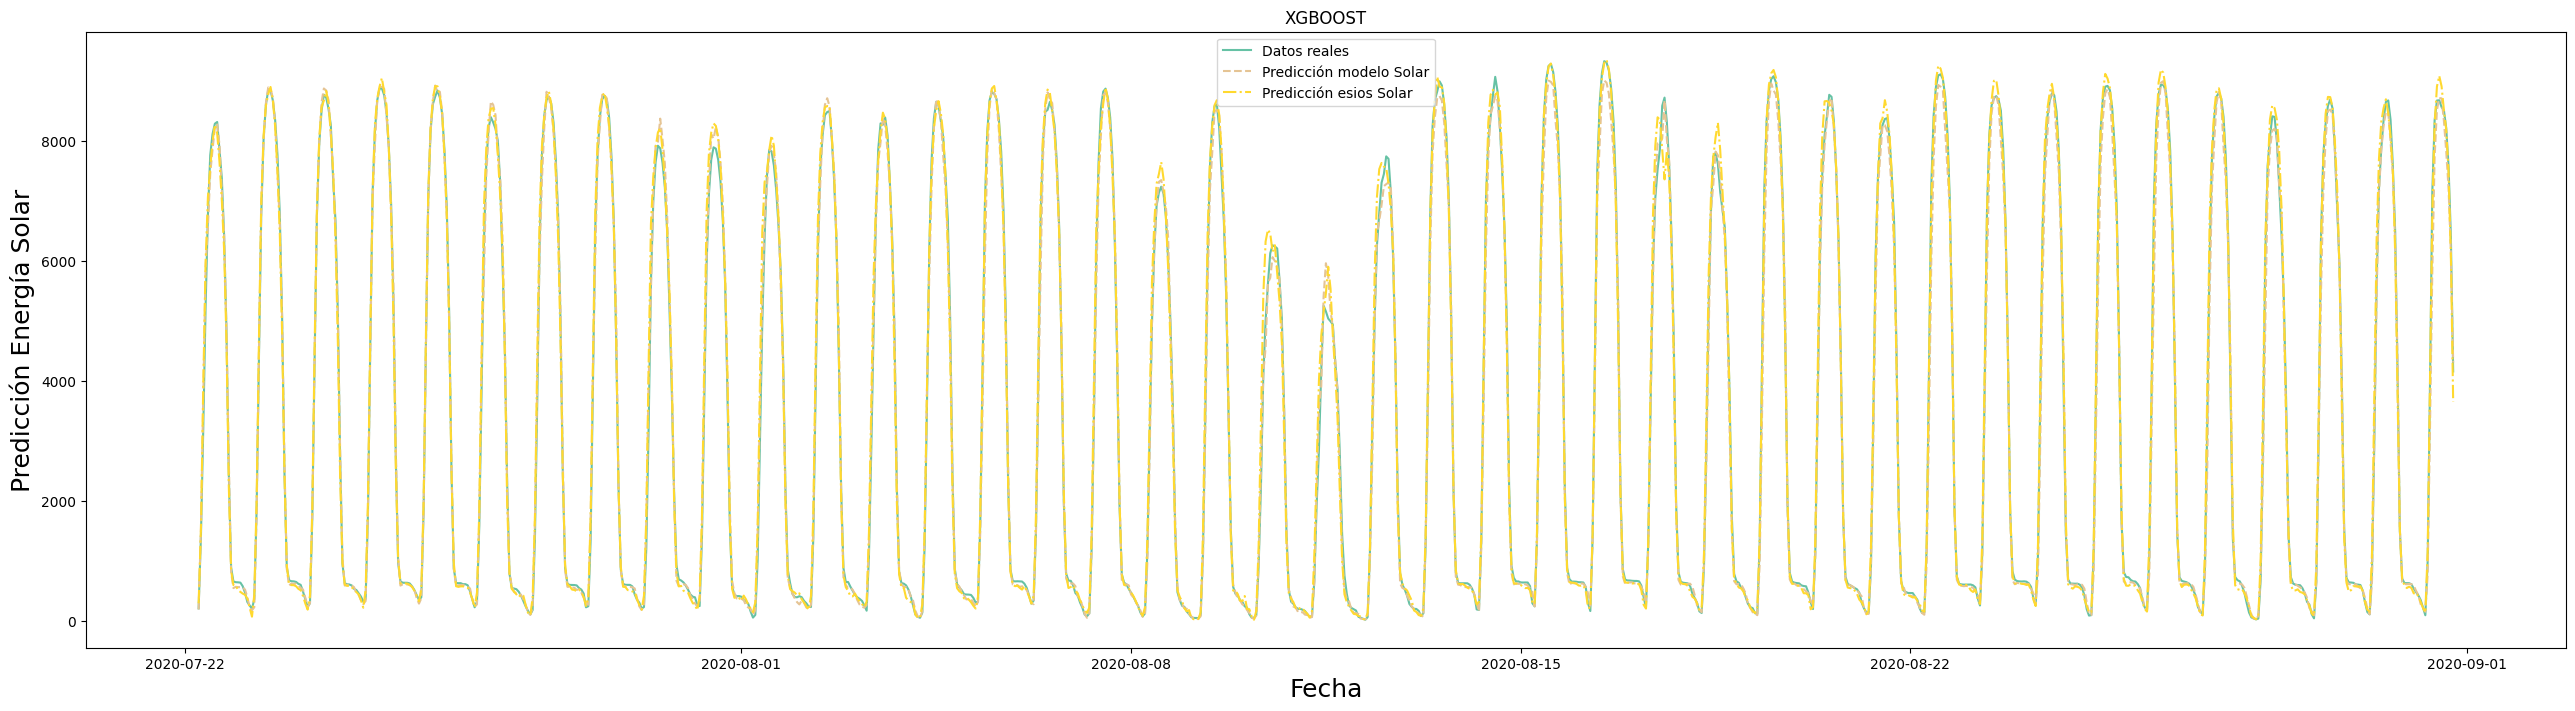 XGBOOST
Datos reales
Predicción modelo Solar
Predicción esios Solar
Predicción Energía Solar
8000
6000
4000
2000
0
2020-07-22
2020-08-01
2020-08-08
2020-08-15
2020-08-22
2020-09-01
Fecha